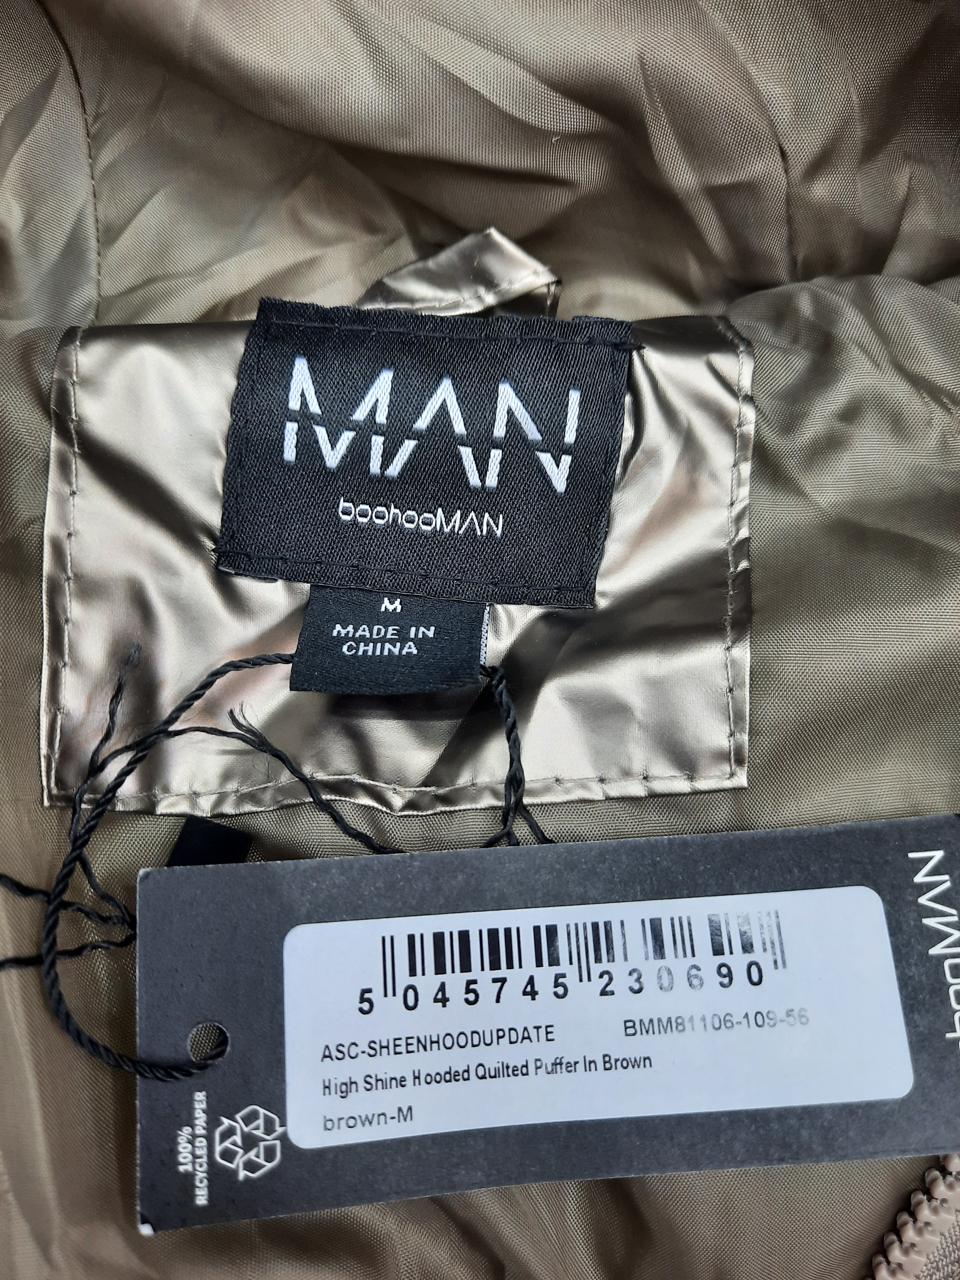 MAN
boohooMAN
M
MADE IN
CHINA
boohooMAN
5 045745 230690
ASC-SHEENHOODUPDATE BMM81106-109-56
High Shine Hooded Quilted Puffer In Brown
brown-M
100%
RECYCLED PAPER